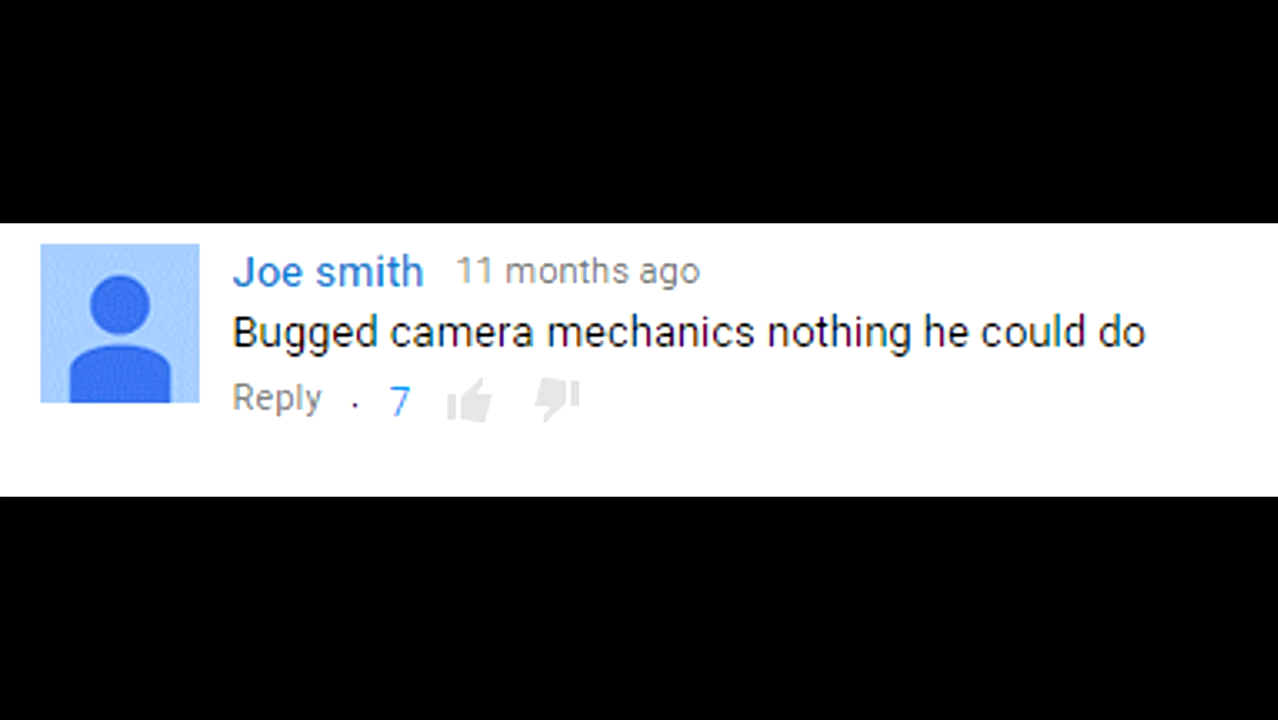 Joe smith 11 months ago
Bugged camera mechanics nothing he could do
Reply . 7